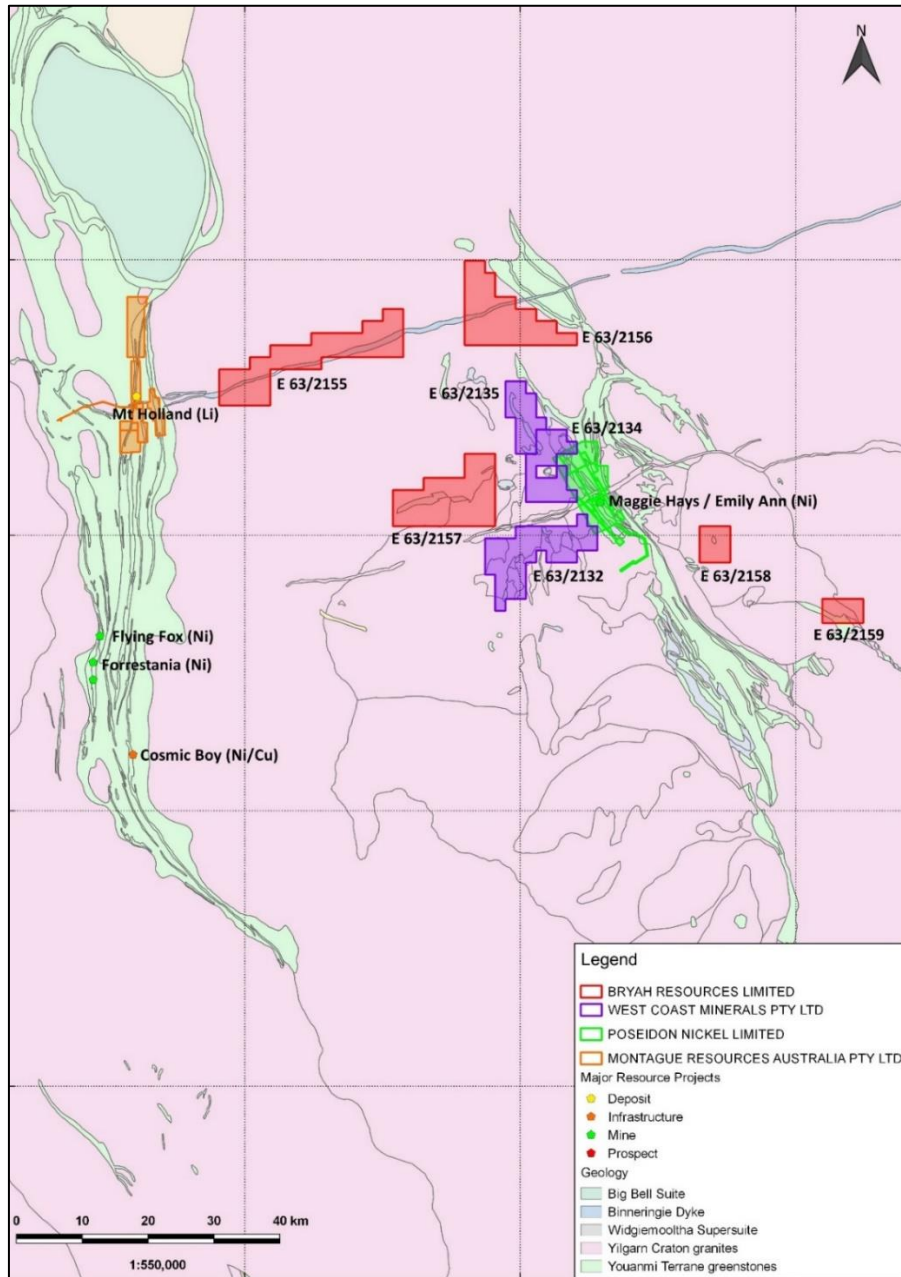 N
E 63/2156
E 63/2155
E 63/2135
Mt Holland (Li)
E 63/2134
Maggie Hays / Emily Ann (Ni)
E 63/2157
E 63/2132
E 63/2158
E 63/2159
Flying Fox (Ni)
Forrestania (Ni)
Cosmic Boy (Ni/Cu)
Legend
BRYAH RESOURCES LIMITED
WEST COAST MINERALS PTY LTD
POSEIDON NICKEL LIMITED
MONTAGUE RESOURCES AUSTRALIA PTY LTD
Major Resource Projects
Deposit
Infrastructure
Mine
Prospect
Geology
Big Bell Suite
Binneringie Dyke
Widgiemooltha Supersuite
Yilgarn Craton granites
Youanmi Terrane greenstones
0 10 20 30 40 km
1:550,000